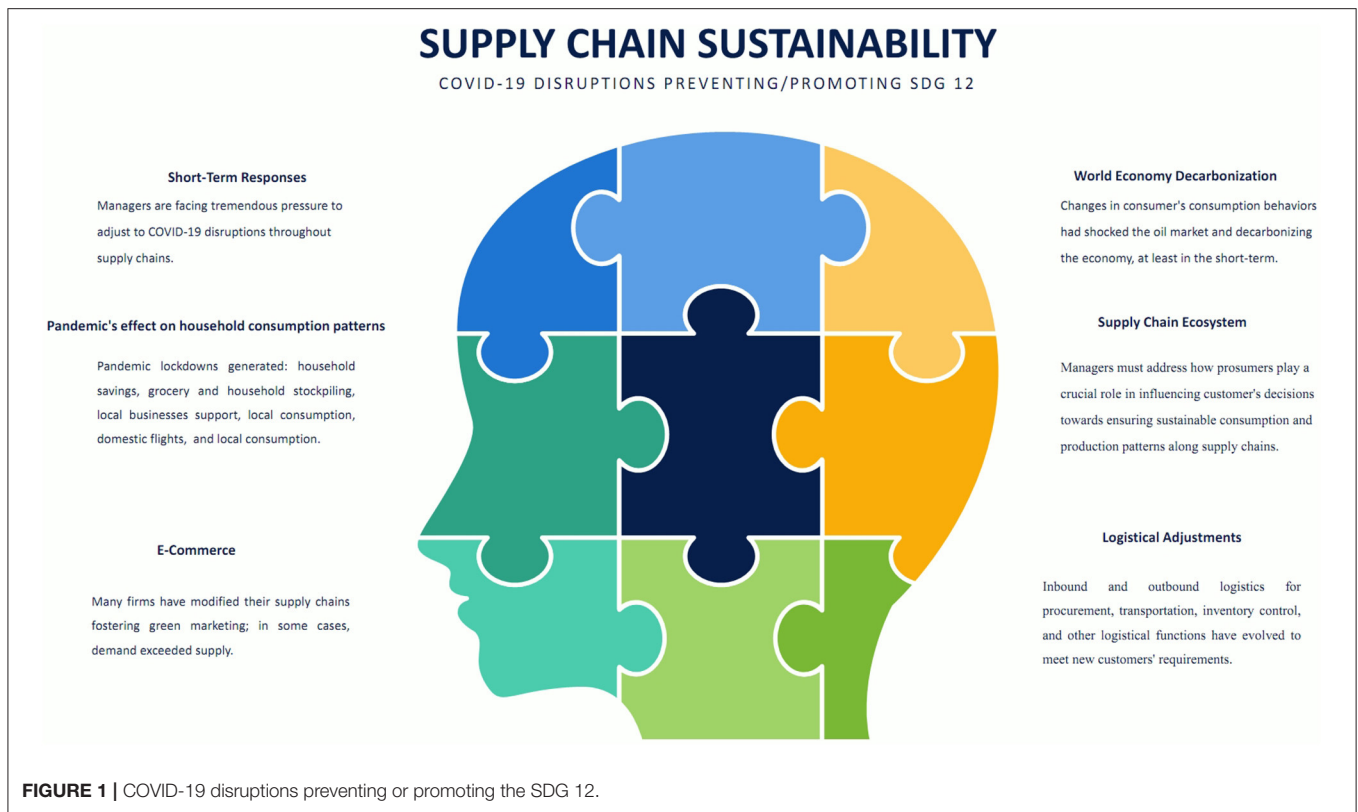 SUPPLY CHAIN SUSTAINABILITY
COVID-19 DISRUPTIONS PREVENTING/PROMOTING SDG 12
Short-Term Responses
Managers are facing tremendous pressure to
adjust to COVID-19 disruptions throughout
supply chains.
Pandemic's effect on household consumption patterns
Pandemic lockdowns generated: household
savings, grocery and household stockpiling,
local businesses support, local consumption,
domestic flights, and local consumption.
E-Commerce
Many firms have modified their supply chains
fostering green marketing; in some cases,
demand exceeded supply.
World Economy Decarbonization
Changes in consumer's consumption behaviors
had shocked the oil market and decarbonizing
the economy, at least in the short-term.
Supply Chain Ecosystem
Managers must address how prosumers play a
crucial role in influencing customer's decisions
towards ensuring sustainable consumption and
production patterns along supply chains.
Logistical Adjustments
Inbound and outbound logistics for
procurement, transportation, inventory control,
and other logistical functions have evolved to
meet new customers' requirements.
FIGURE 1 | COVID-19 disruptions preventing or promoting the SDG 12.